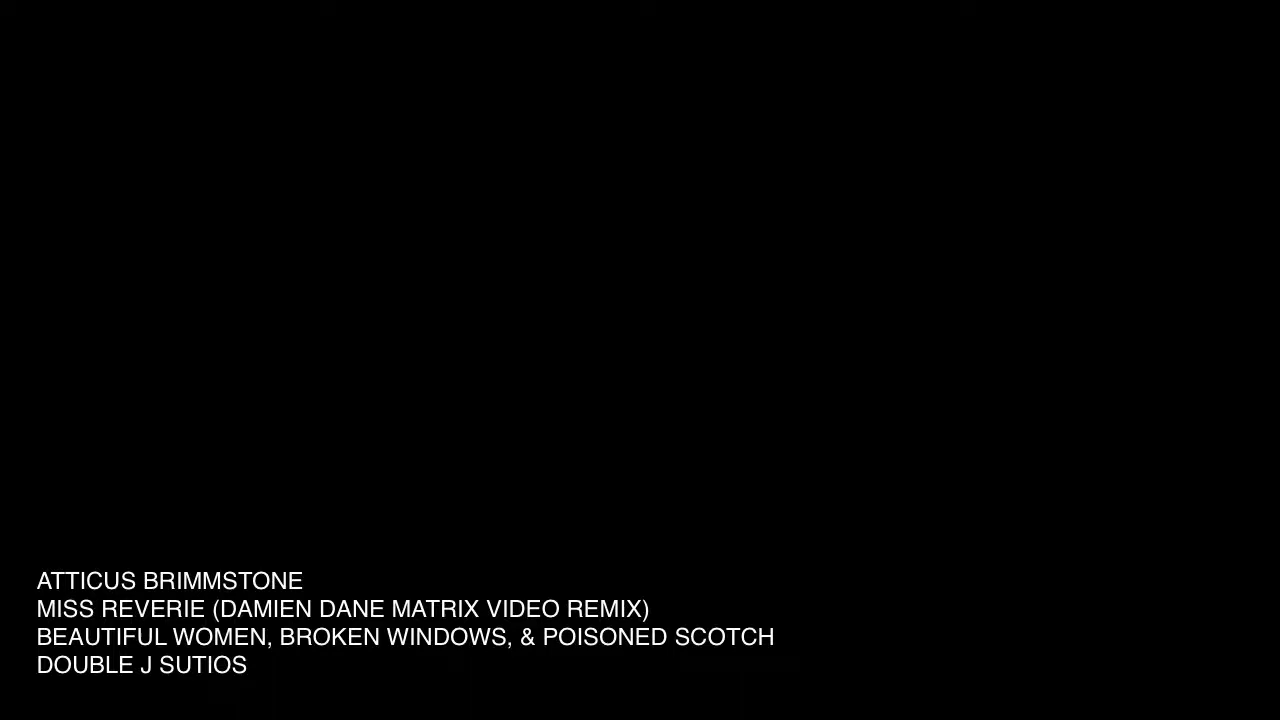 ATTICUS BRIMMSTONE
MISS REVERIE (DAMIEN DANE MATRIX VIDEO REMIX)
BEAUTIFUL WOMEN, BROKEN WINDOWS, & POISONED SCOTCH
DOUBLE J SUTIOS